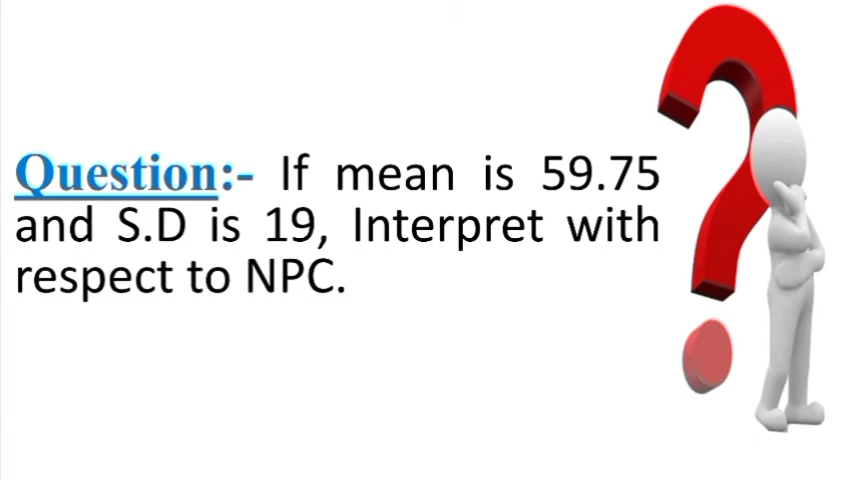 Question:- If mean is 59.75
and S.D is 19, Interpret with
respect to NPC.